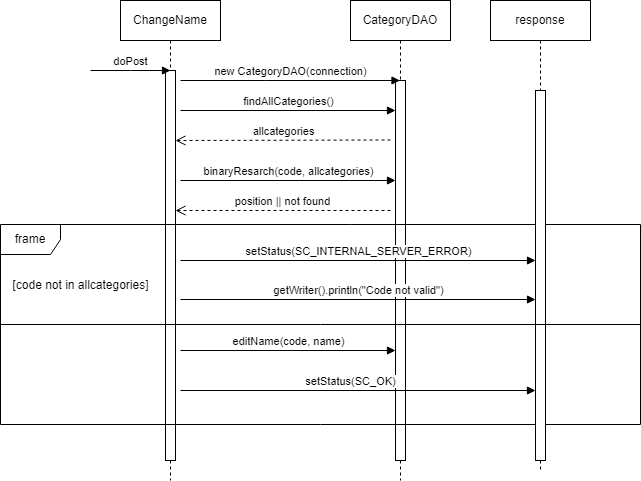 ChangeName
CategoryDAO
response
doPost
new CategoryDAO(connection)
findAllCategories()
allcategories
binaryResarch(code, allcategories)
position || not found
frame
setStatus(SC_INTERNAL_SERVER_ERROR)
[code not in allcategories]
getWriter().println("Code not valid")
editName(code, name)
setStatus(SC_OK)